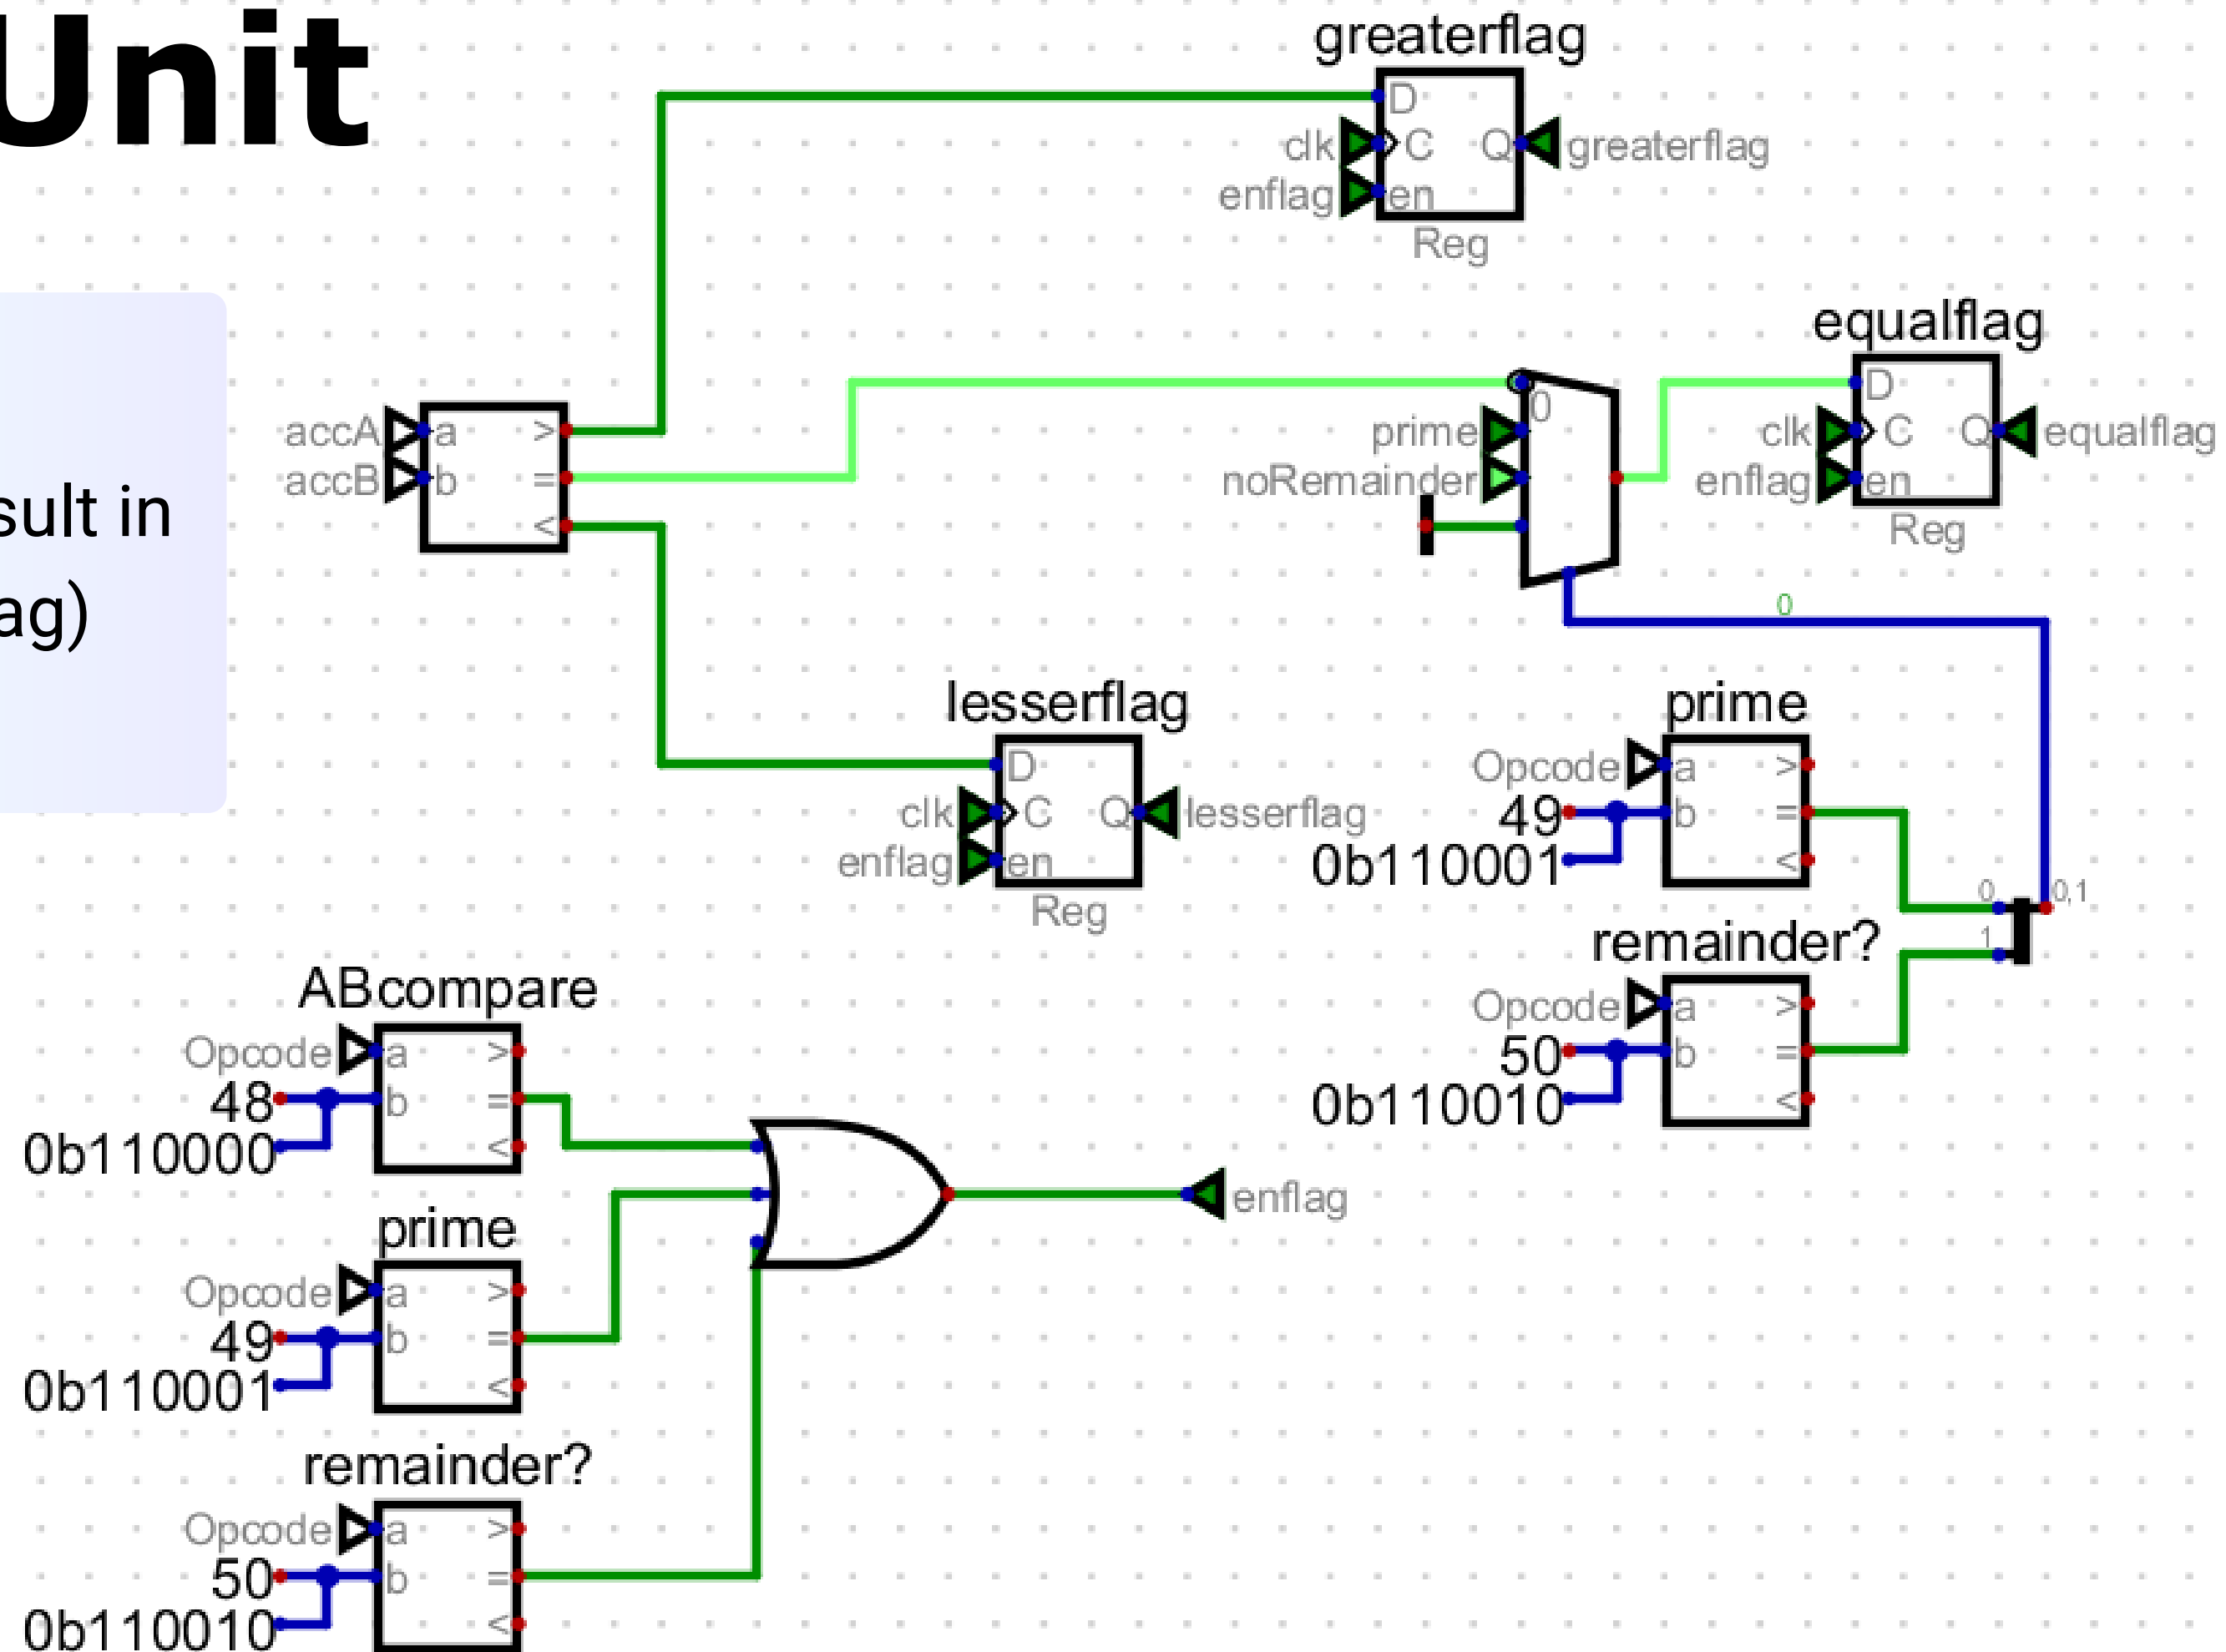 Unit
sult in
ag)
greaterflag
D
clk C Q greaterflag
enflag en
Reg
equalflag
D
clk C Q equalflag
enflag en
Reg
0
prime
noRemainder
0
accA a >
accB b =
<
lesserflag
D
clk C Q lesserflag
enflag en
Reg
prime
Opcode a >
49 b =
0b110001 <
0 0,1
1
remainder?
Opcode a >
50 b =
0b110010 <
ABcompare
Opcode a >
48 b =
0b110000 <
enflag
prime
Opcode a >
49 b =
0b110001 <
remainder?
Opcode a >
50 b =
0b110010 <